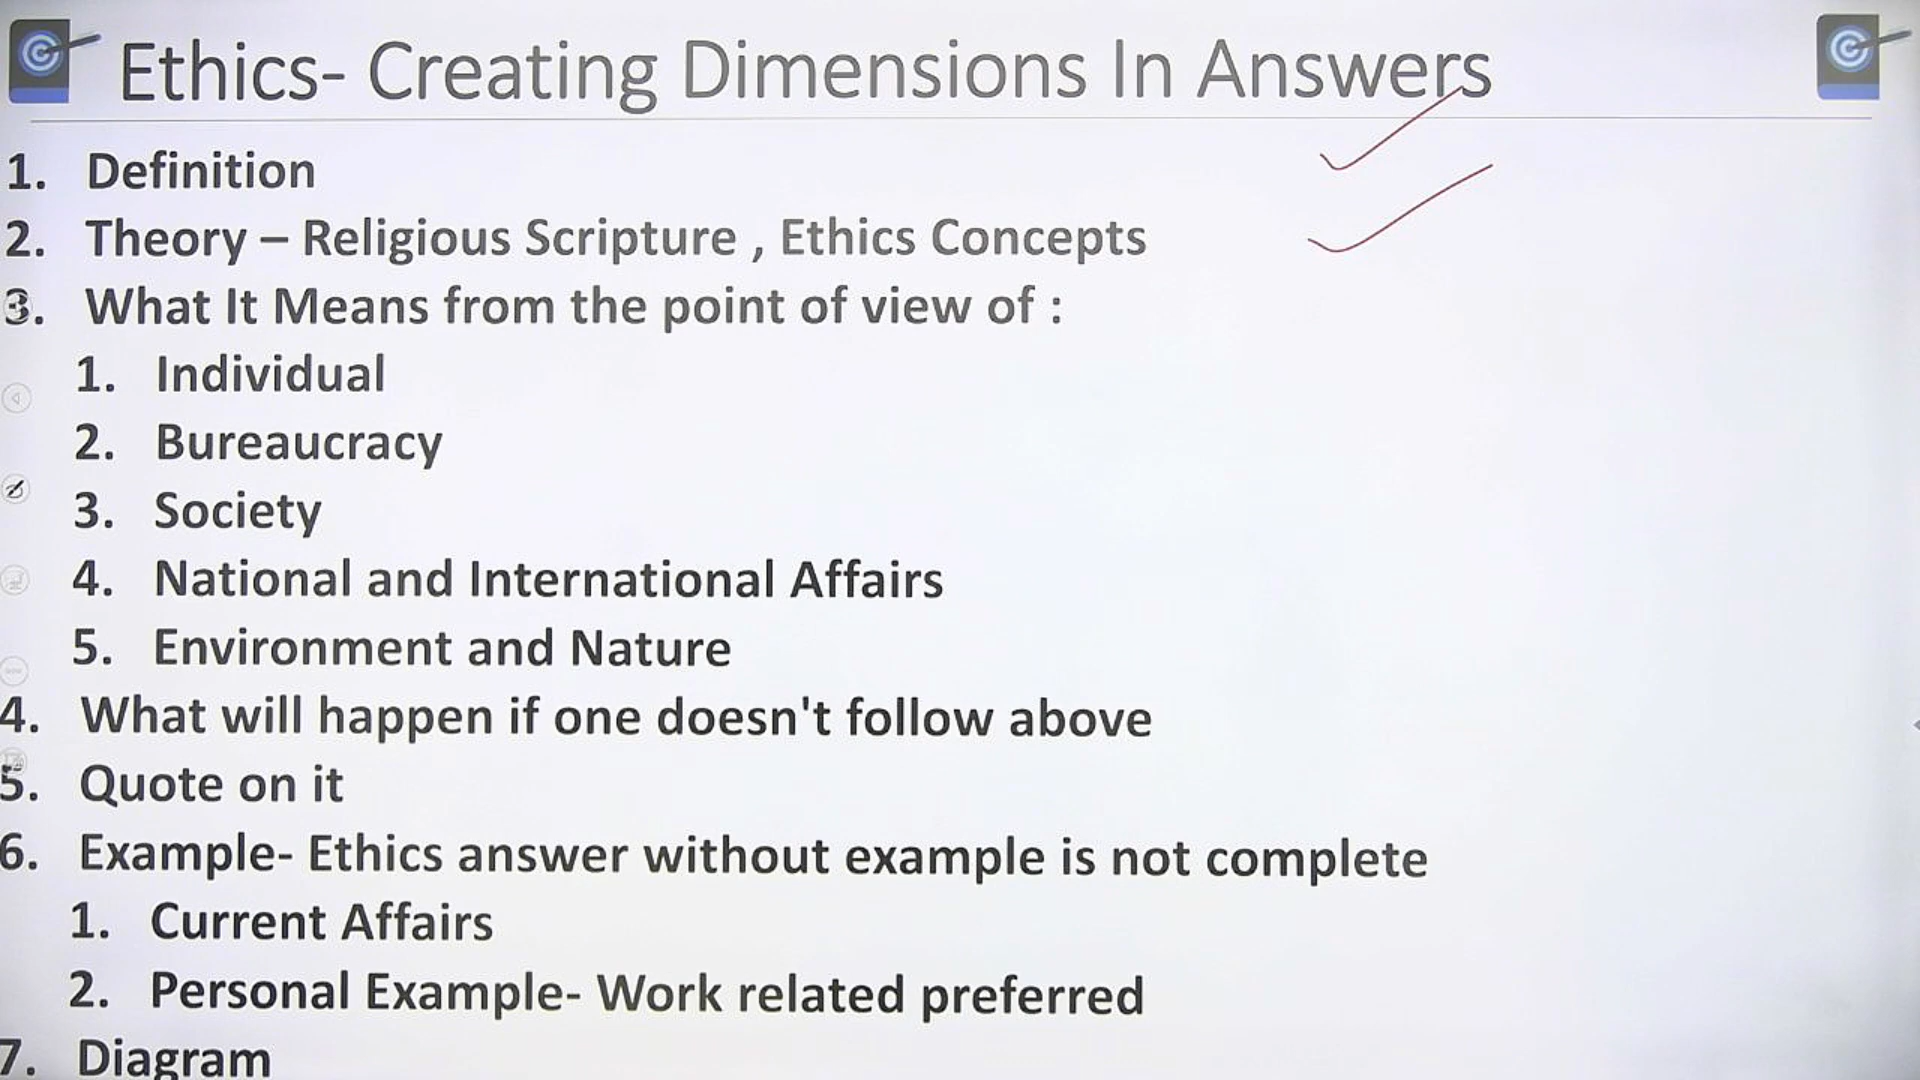 Ethics- Creating Dimensions In Answers
1. Definition
2. Theory – Religious Scripture , Ethics Concepts
3. What It Means from the point of view of :
1. Individual
2. Bureaucracy
3. Society
4. National and International Affairs
5. Environment and Nature
4. What will happen if one doesn't follow above
5. Quote on it
6. Example- Ethics answer without example is not complete
1. Current Affairs
2. Personal Example- Work related preferred
7. Diagram